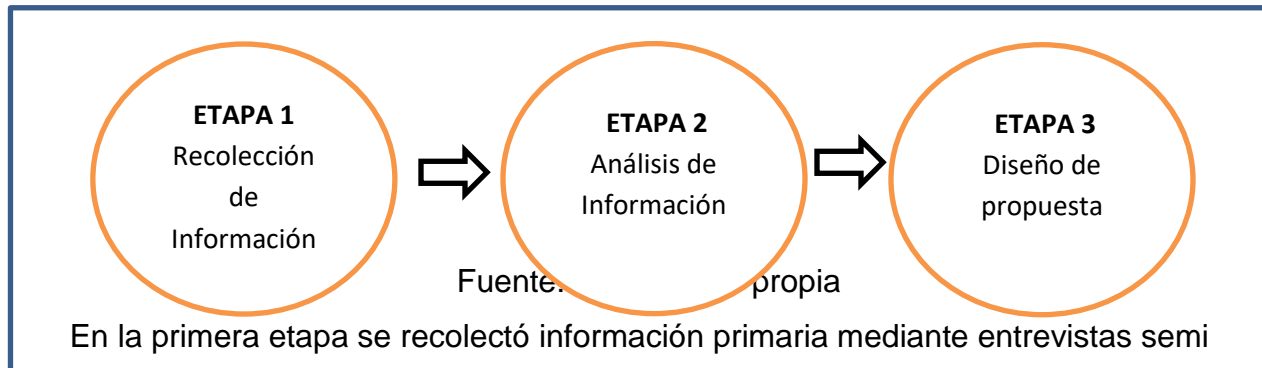 ETAPA 1
Recolección
de
Información
ETAPA 2
Análisis de
Información
ETAPA 3
Diseño de
propuesta
Fuente: propia
En la primera etapa se recolectó información primaria mediante entrevistas semi